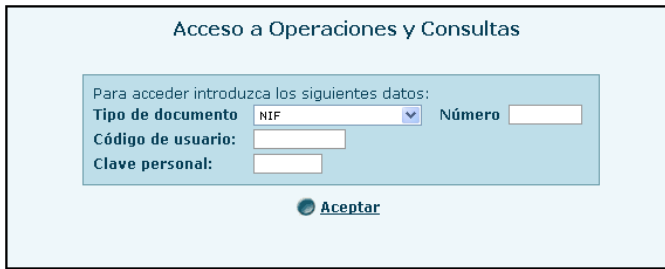 Acceso a Operaciones y Consultas
Para acceder introduzca los siguientes datos:
Tipo de documento NIF Número
Código de usuario:
Clave personal:
Aceptar